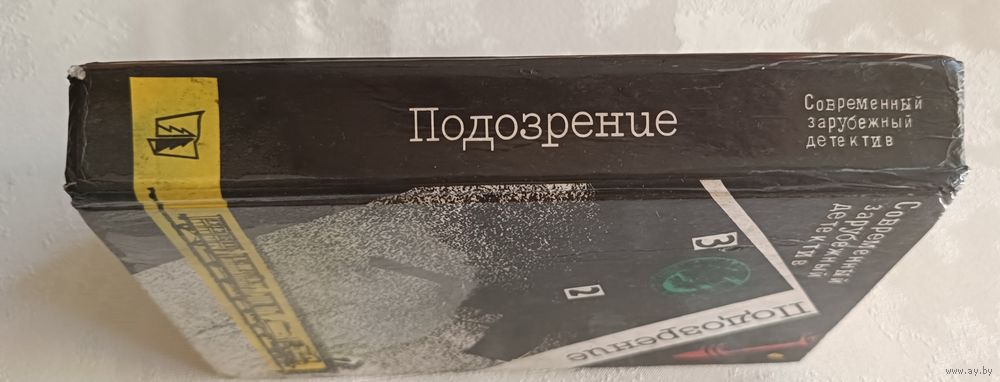 Подозрение
Современный
зарубежный
детектив
Современный
зарубежный
детектив
3
2
Подозрение
www.ay.by